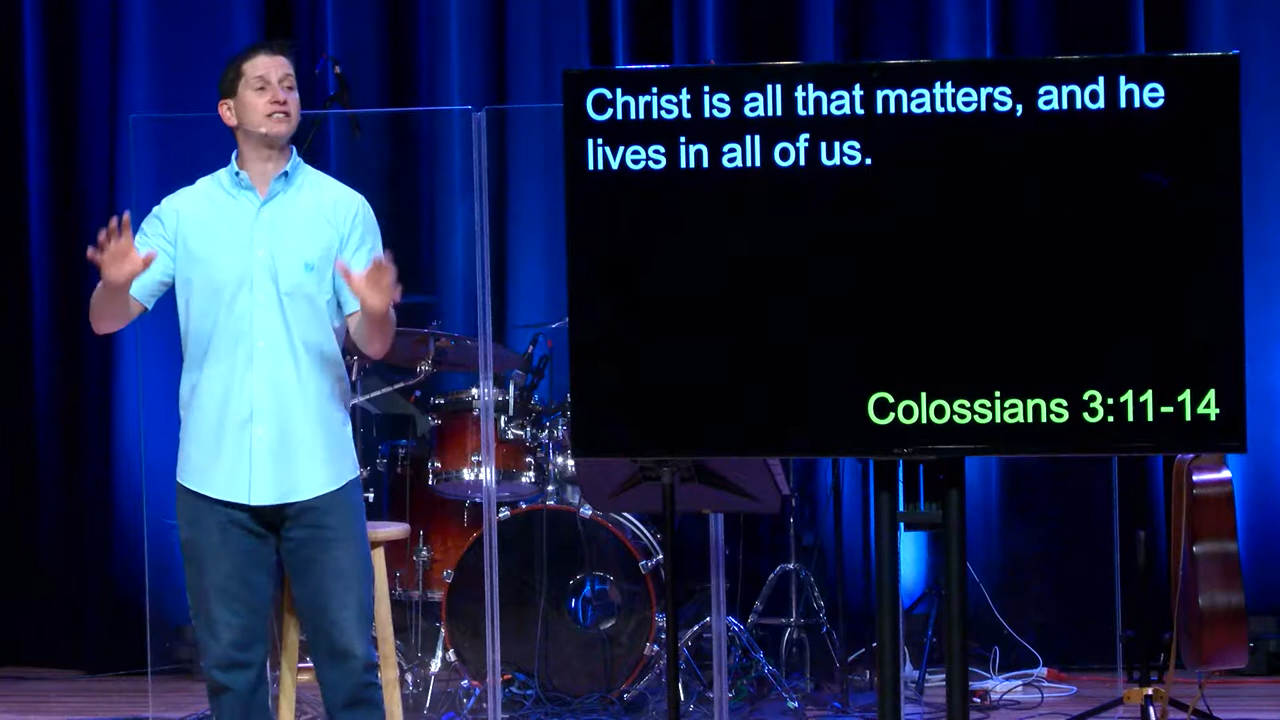 Christ is all that matters, and he
lives in all of us.
Colossians 3:11-14